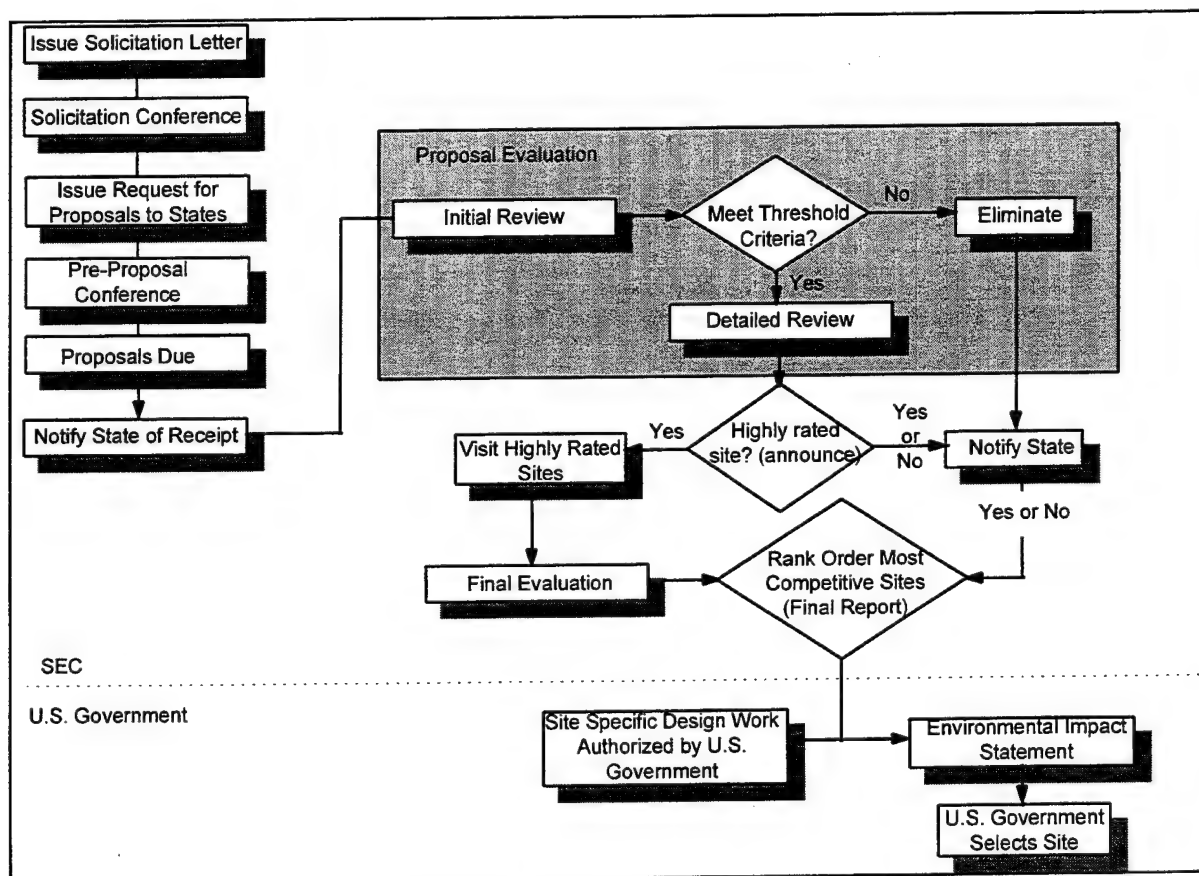 Issue Solicitation Letter
Solicitation Conference
Issue Request for
Proposals to States
Pre-Proposal
Conference
Proposals Due
Notify State of Receipt
Proposal Evaluation
Initial Review
Meet Threshold
Criteria?
No
Eliminate
Yes
Detailed Review
Highly rated
site? (announce)
Yes
Visit Highly Rated
Sites
Yes
or
No
Notify State
Yes or No
Final Evaluation
Rank Order Most
Competitive Sites
(Final Report)
SEC
U.S. Government
Site Specific Design Work
Authorized by U.S.
Government
Environmental Impact
Statement
U.S. Government
Selects Site